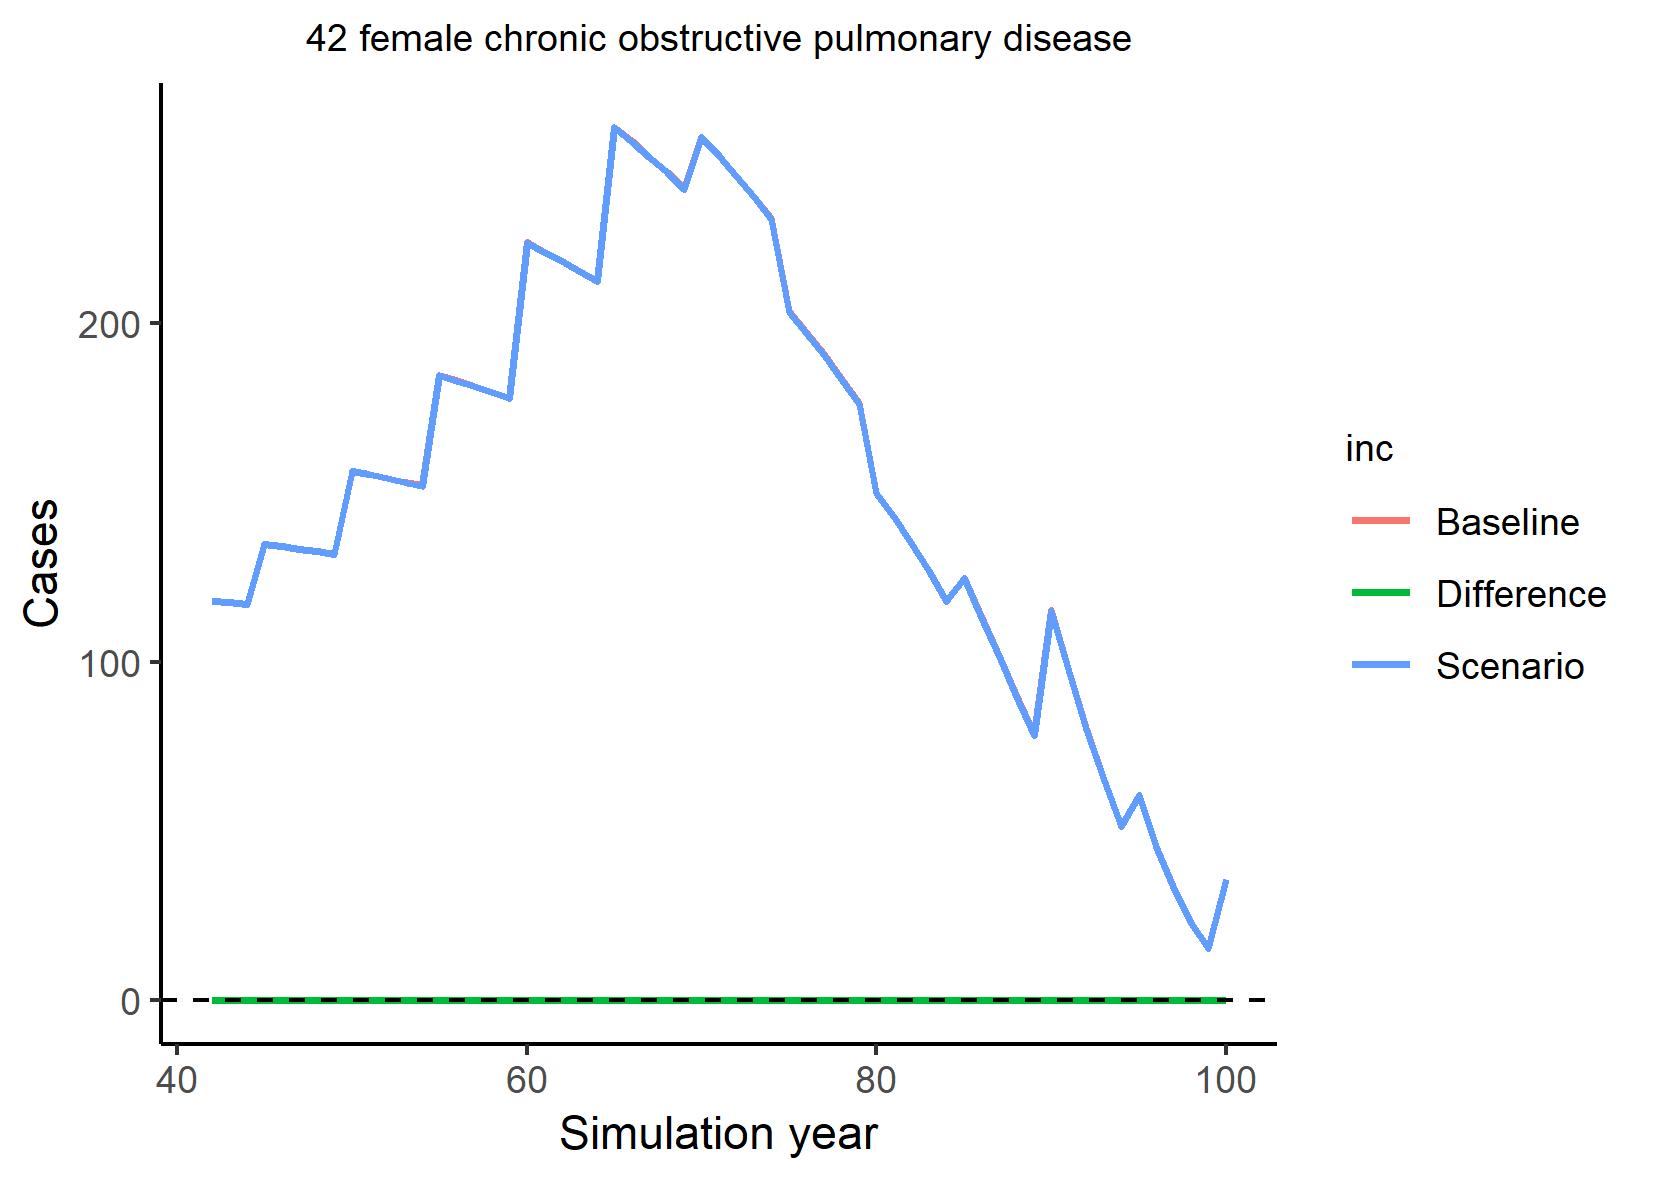 42 female chronic obstructive pulmonary disease
Cases
200
100
0
40 60 80 100
Simulation year
inc
Baseline
Difference
Scenario